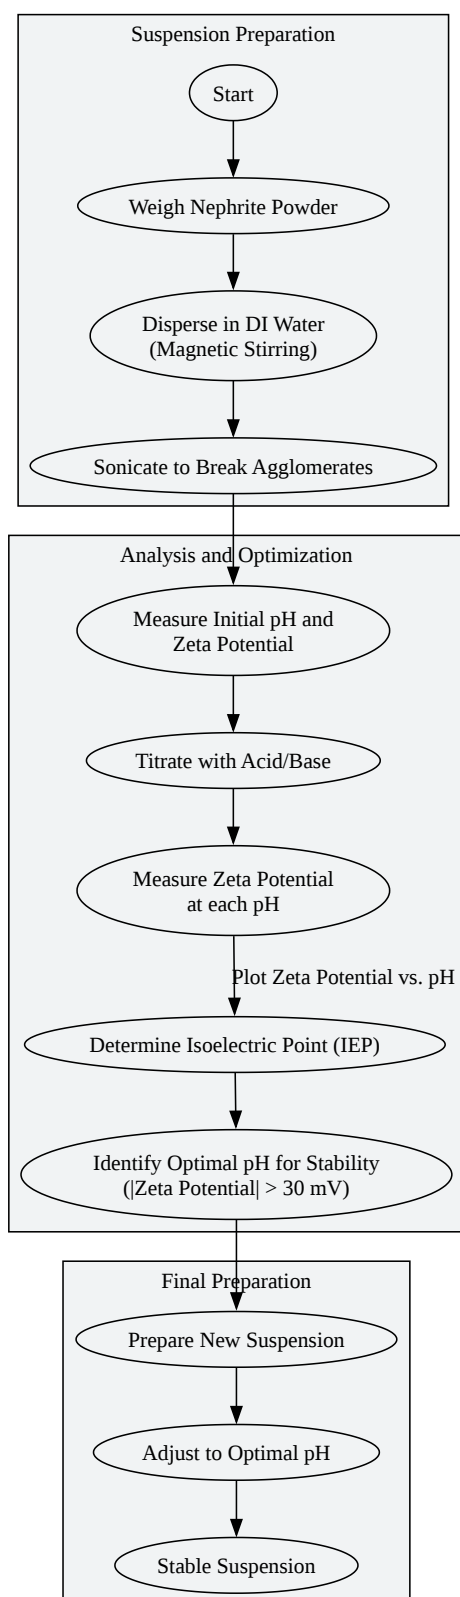 Suspension Preparation
Start
Weigh Nephrite Powder
Disperse in DI Water
(Magnetic Stirring)
Sonicate to Break Agglomerates
Analysis and Optimization
Measure Initial pH and
Zeta Potential
Titrate with Acid/Base
Measure Zeta Potential
at each pH
Plot Zeta Potential vs. pH
Determine Isoelectric Point (IEP)
Identify Optimal pH for Stability
(|Zeta Potential| > 30 mV)
Final Preparation
Prepare New Suspension
Adjust to Optimal pH
Stable Suspension